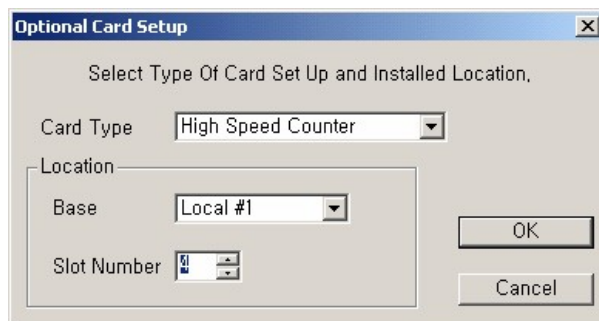 Optional Card Setup
Select Type Of Card Set Up and Installed Location,
Card Type High Speed Counter
Location
Base Local #1
OK
Slot Number
Cancel